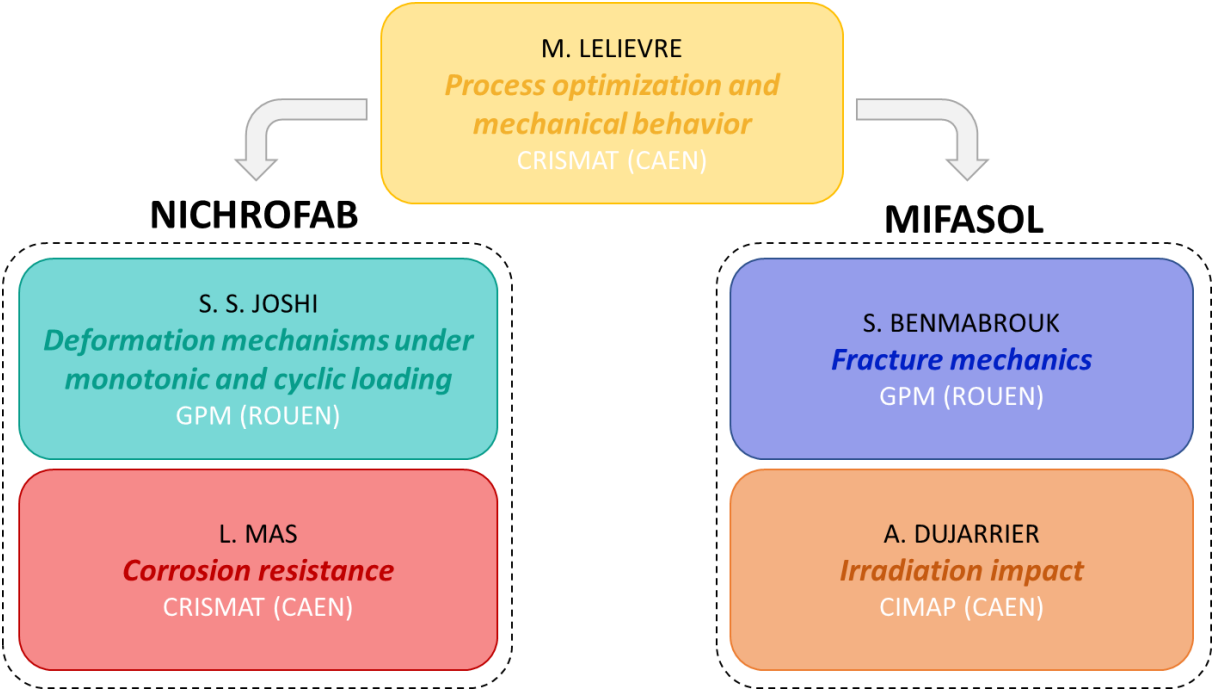 M. LELIEVRE
Process optimization and
mechanical behavior
CRISMAT (CAEN)
NICHROFAB
S. S. JOSHI
Deformation mechanisms under
monotonic and cyclic loading
GPM (ROUEN)
L. MAS
Corrosion resistance
CRISMAT (CAEN)
MIFASOL
S. BENMABROUK
Fracture mechanics
GPM (ROUEN)
A. DUJARRIER
Irradiation impact
CIMAP (CAEN)